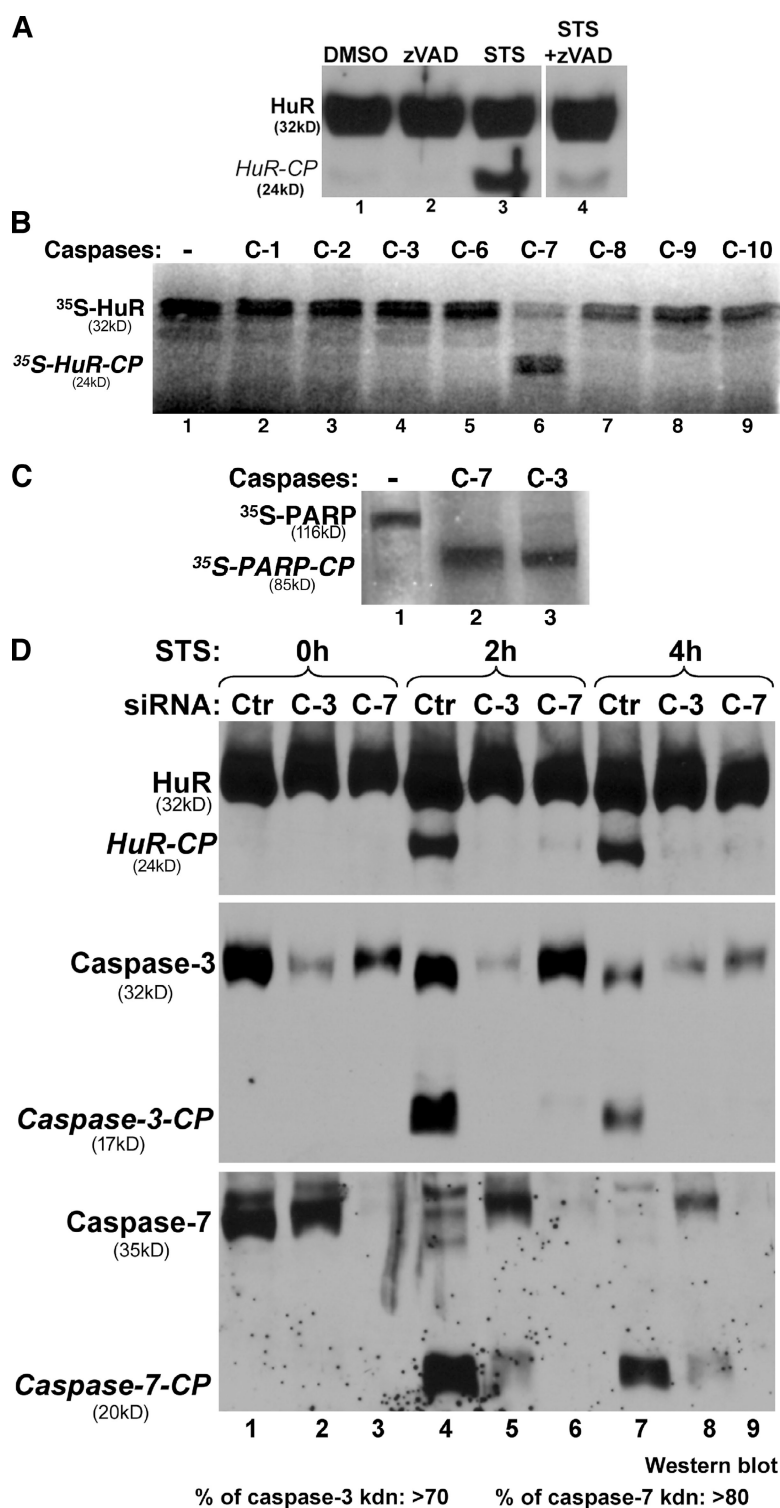 A
DMSO zVAD STS STS +zVAD
HuR
(32kD)
HuR-CP
(24kD)
1 2 3 4
B
Caspases: - C-1 C-2 C-3 C-6 C-7 C-8 C-9 C-10
35S-HuR
(32kD)
35S-HuR-CP
(24kD)
1 2 3 4 5 6 7 8 9
C
Caspases: - C-7 C-3
35S-PARP
(116kD)
35S-PARP-CP
(85kD)
1 2 3
D
STS: 0h 2h 4h
siRNA: Ctr C-3 C-7 Ctr C-3 C-7 Ctr C-3 C-7
HuR
(32kD)
HuR-CP
(24kD)
Caspase-3
(32kD)
Caspase-3-CP
(17kD)
Caspase-7
(35kD)
Caspase-7-CP
(20kD)
1 2 3 4 5 6 7 8 9
Western blot
% of caspase-3 kdn: >70 % of caspase-7 kdn: >80